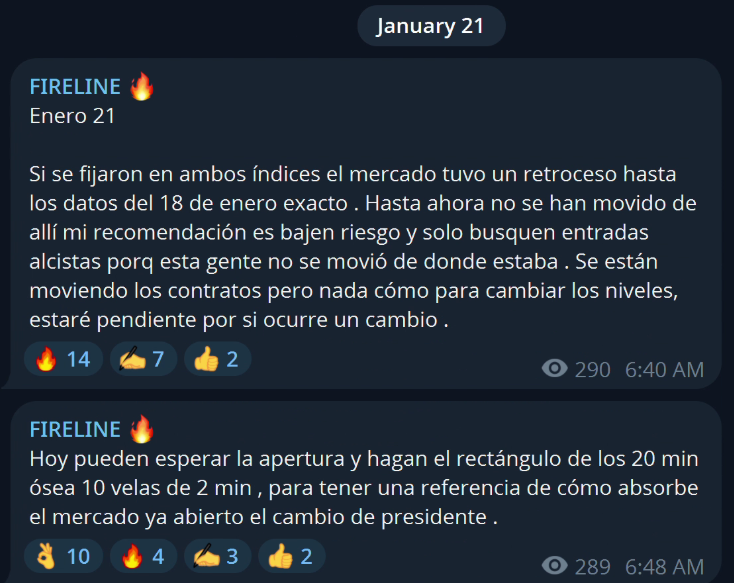 January 21
FIRELINE 🔥
Enero 21
Si se fijaron en ambos índices el mercado tuvo un retroceso hasta
los datos del 18 de enero exacto . Hasta ahora no se han movido de
allí mi recomendación es bajen riesgo y solo busquen entradas
alcistas porq esta gente no se movió de donde estaba . Se están
moviendo los contratos pero nada cómo para cambiar los niveles,
estaré pendiente por si ocurre un cambio .
🔥 14 ✍️ 7 👍 2 290 6:40 AM
FIRELINE 🔥
Hoy pueden esperar la apertura y hagan el rectángulo de los 20 min
ósea 10 velas de 2 min , para tener una referencia de cómo absorbe
el mercado ya abierto el cambio de presidente .
👌 10 🔥 4 ✍️ 3 👍 2 289 6:48 AM